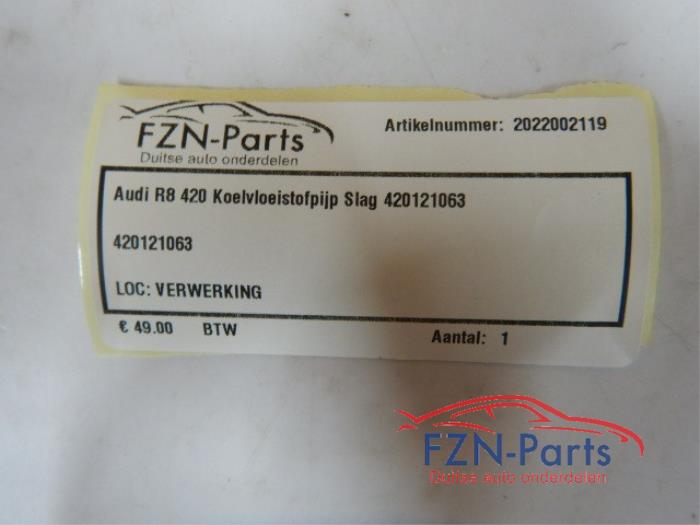 FZN-Parts
Duitse auto onderdelen
Artikelnummer: 2022002119
Audi R8 420 Koelvloeistofpijp Slag 420121063
420121063
LOC: VERWERKING
€ 49.00 BTW
Aantal: 1
FZN-Parts
Duitse auto onderdelen